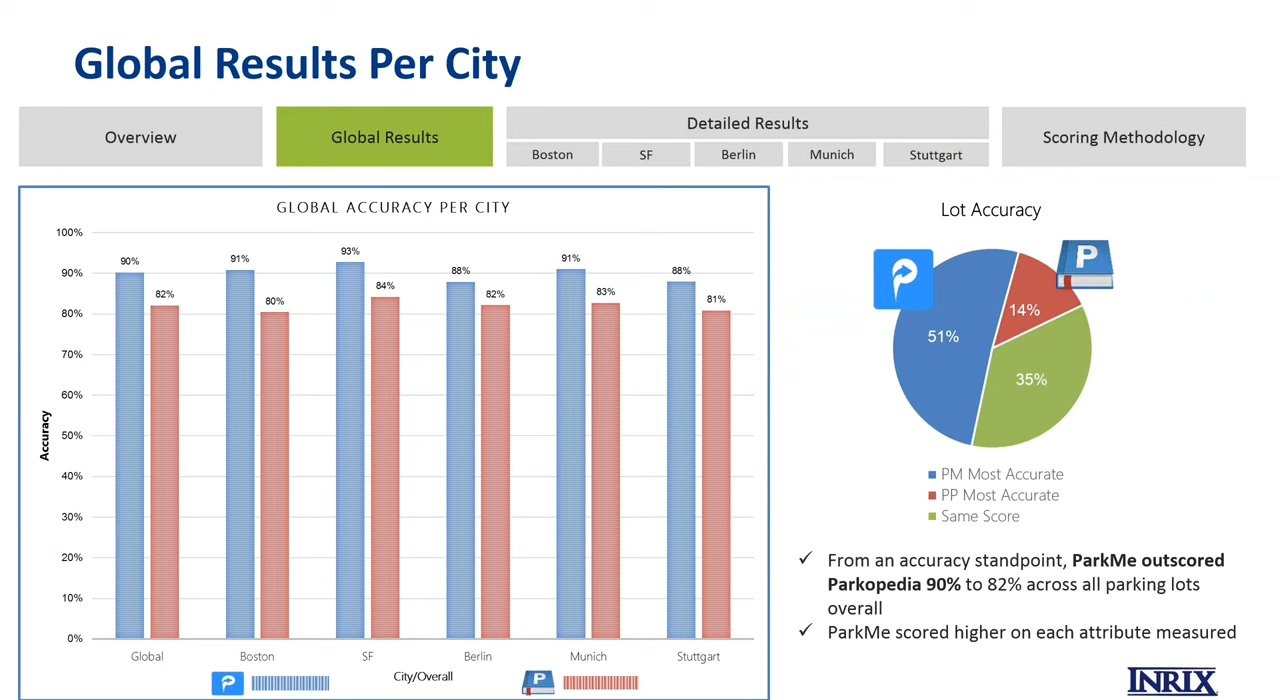 Global Results Per City
Overview
Global Results
Detailed Results
Boston
SF
Berlin
Munich
Stuttgart
Scoring Methodology
GLOBAL ACCURACY PER CITY
100%
90%
80%
70%
60%
50%
40%
30%
20%
10%
0%
Accuracy
90%
82%
91%
80%
93%
84%
88%
82%
91%
83%
88%
81%
Global
Boston
SF
Berlin
Munich
Stuttgart
City/Overall
P
Lot Accuracy
P
51%
14%
35%
PM Most Accurate
PP Most Accurate
Same Score
✓ From an accuracy standpoint, ParkMe outscored
Parkopedia 90% to 82% across all parking lots
overall
✓ ParkMe scored higher on each attribute measured
INRIX